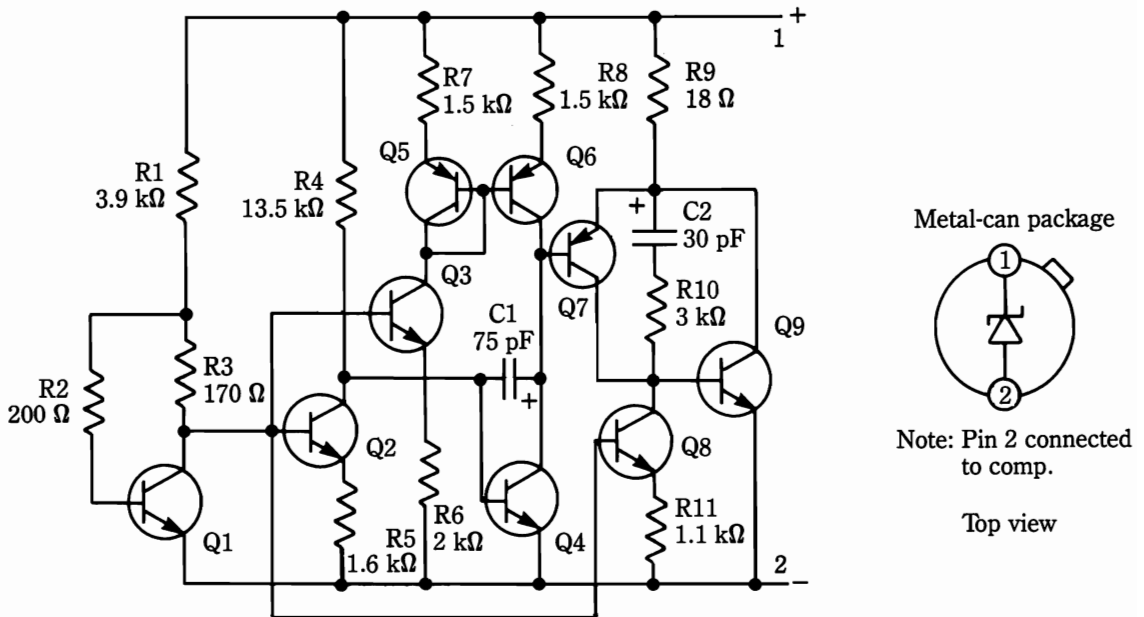 +
1
R7
1.5 kΩ
R8
1.5 kΩ
R9
18 Ω
Q5
Q6
R1
3.9 kΩ
R4
13.5 kΩ
+
C2
30 pF
Metal-can package
1
2
Q3
Q7
R10
3 kΩ
C1
75 pF
+
Q9
R2
200 Ω
R3
170 Ω
Q2
Q8
Note: Pin 2 connected
to comp.
Top view
Q1
R5
1.6 kΩ
R6
2 kΩ
Q4
R11
1.1 kΩ
2
−